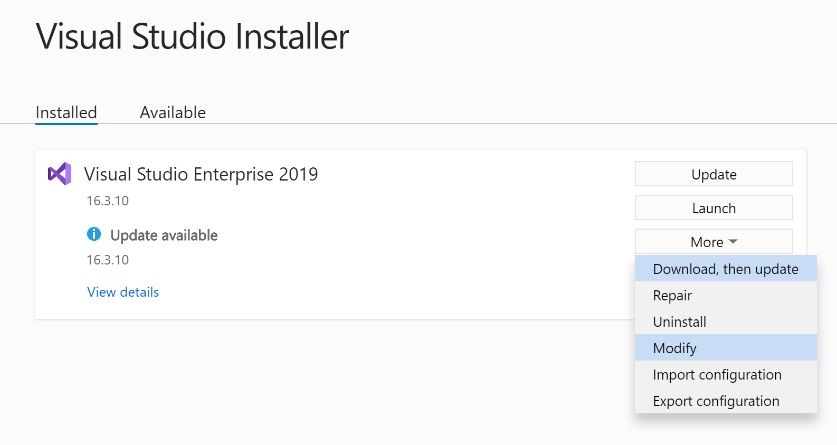 Visual Studio Installer
Installed
Available
Visual Studio Enterprise 2019
16.3.10
Update available
16.3.10
View details
Update
Launch
More
Download, then update
Repair
Uninstall
Modify
Import configuration
Export configuration